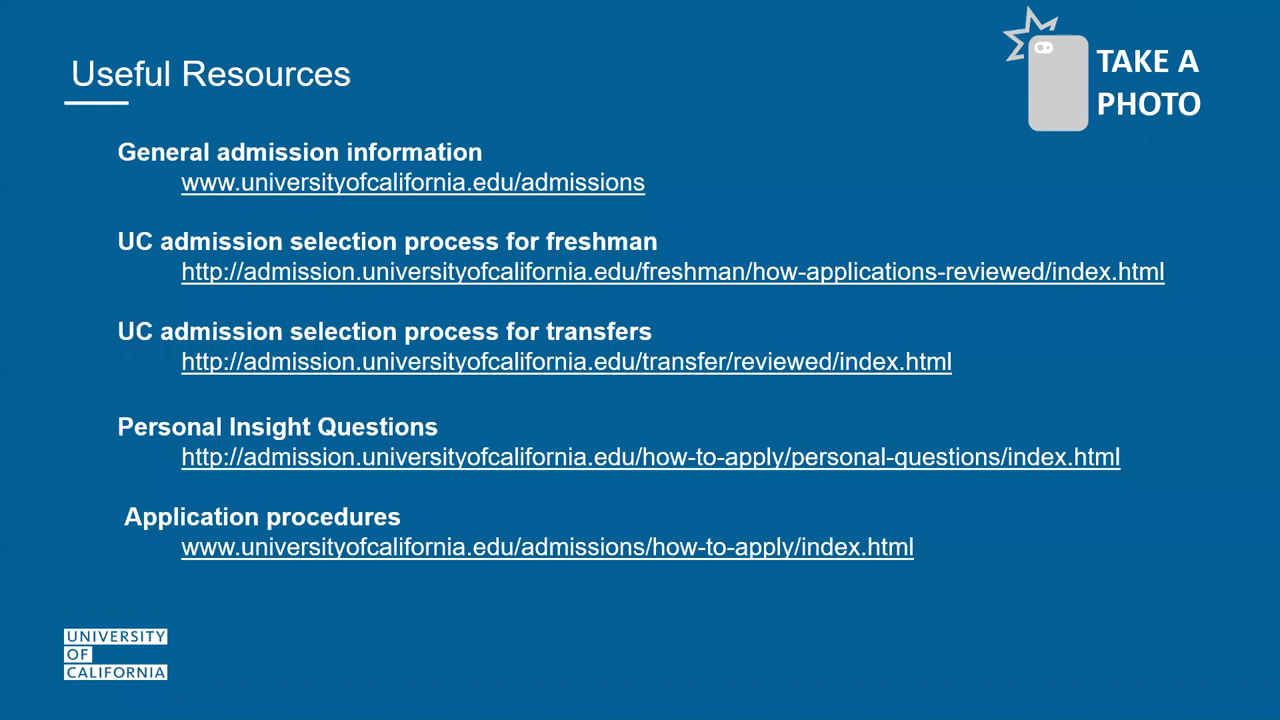 Useful Resources
TAKE A
PHOTO
General admission information
www.universityofcalifornia.edu/admissions
UC admission selection process for freshman
http://admission.universityofcalifornia.edu/freshman/how-applications-reviewed/index.html
UC admission selection process for transfers
http://admission.universityofcalifornia.edu/transfer/reviewed/index.html
Personal Insight Questions
http://admission.universityofcalifornia.edu/how-to-apply/personal-questions/index.html
Application procedures
www.universityofcalifornia.edu/admissions/how-to-apply/index.html
UNIVERSITY
OF
CALIFORNIA